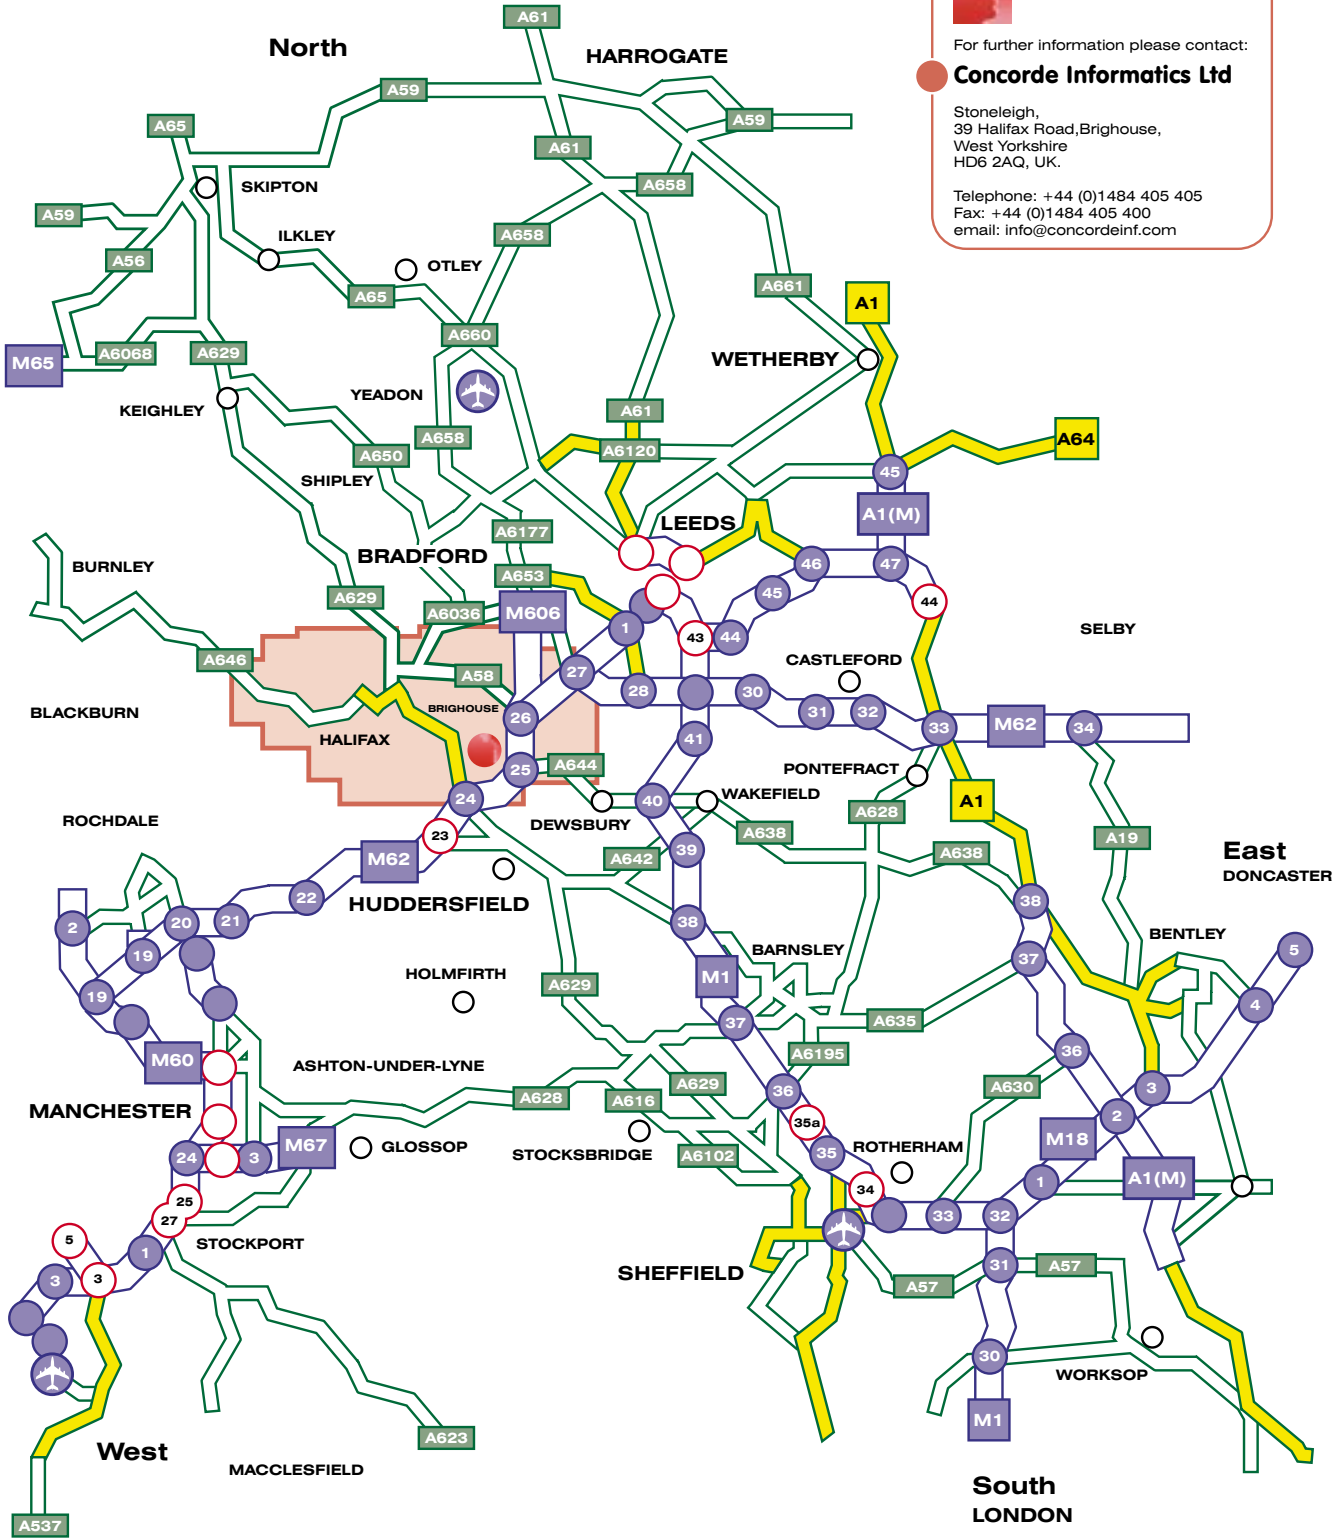 A61
North
HARROGATE
For further information please contact:
Concorde Informatics Ltd
Stoneleigh,
39 Halifax Road,Brighouse,
West Yorkshire
HD6 2AQ, UK.
Telephone: +44 (0)1484 405 405
Fax: +44 (0)1484 405 400
email: info@concordeinf.com
A59
A59
A65
A61
SKIPTON
A658
A59
ILKLEY
A658
A56
OTLEY
A65
A661
A1
A660
A6068
A629
M65
WETHERBY
YEADON
KEIGHLEY
A61
A658
A6120
A64
A650
45
SHIPLEY
A1(M)
LEEDS
A6177
BRADFORD
BURNLEY
A653
46
47
A629
45
44
A6036
M606
1
43
44
SELBY
A646
CASTLEFORD
27
A58
28
30
BRIGHOUSE
BLACKBURN
26
31
32
33
M62
34
HALIFAX
41
25
A644
PONTEFRACT
24
40
WAKEFIELD
A1
A628
ROCHDALE
DEWSBURY
23
A638
A19
M62
A642
39
A638
East
DONCASTER
22
HUDDERSFIELD
38
2
20
21
38
BENTLEY
19
BARNSLEY
5
37
HOLMFIRTH
M1
A629
19
4
37
A635
M60
A6195
36
ASHTON-UNDER-LYNE
A629
A630
36
3
A628
A616
MANCHESTER
2
35a
M18
M67
GLOSSOP
STOCKSBRIDGE
A6102
35
ROTHERHAM
24
3
A1(M)
34
1
25
27
33
32
5
STOCKPORT
1
SHEFFIELD
31
A57
3
3
A57
WORKSOP
30
M1
A623
West
MACCLESFIELD
South
LONDON
A537